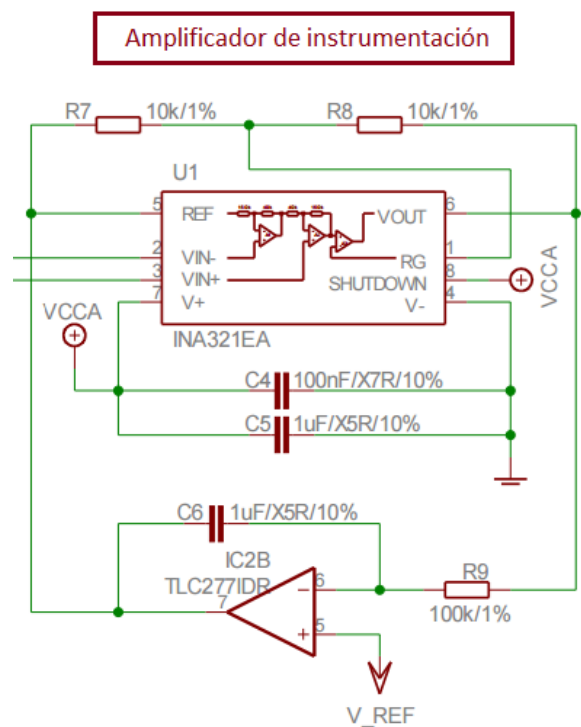 Amplificador de instrumentación
R7 10k/1% R8 10k/1%
U1
5 REF VOUT 6
2 VIN- RG 1
3 VIN+ SHUTDOWN 8
7 V+ V- 4
VCCA
VCCA
INA321EA
C4 100nF/X7R/10%
C5 1uF/X5R/10%
C6 1uF/X5R/10%
IC2B
TLC277IDR
7 6 − R9
5 + 100k/1%
V_REF